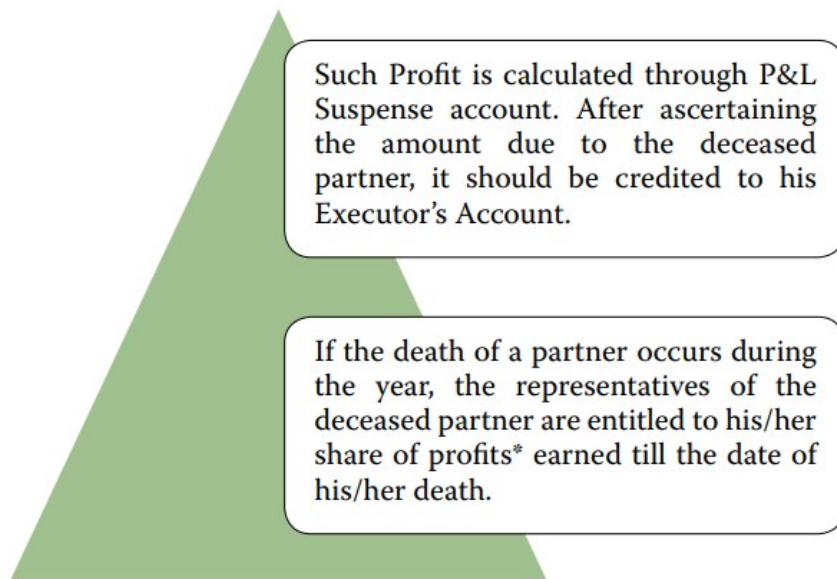 Such Profit is calculated through P&L
Suspense account. After ascertaining
the amount due to the deceased
partner, it should be credited to his
Executor’s Account.
If the death of a partner occurs during
the year, the representatives of the
deceased partner are entitled to his/her
share of profits* earned till the date of
his/her death.